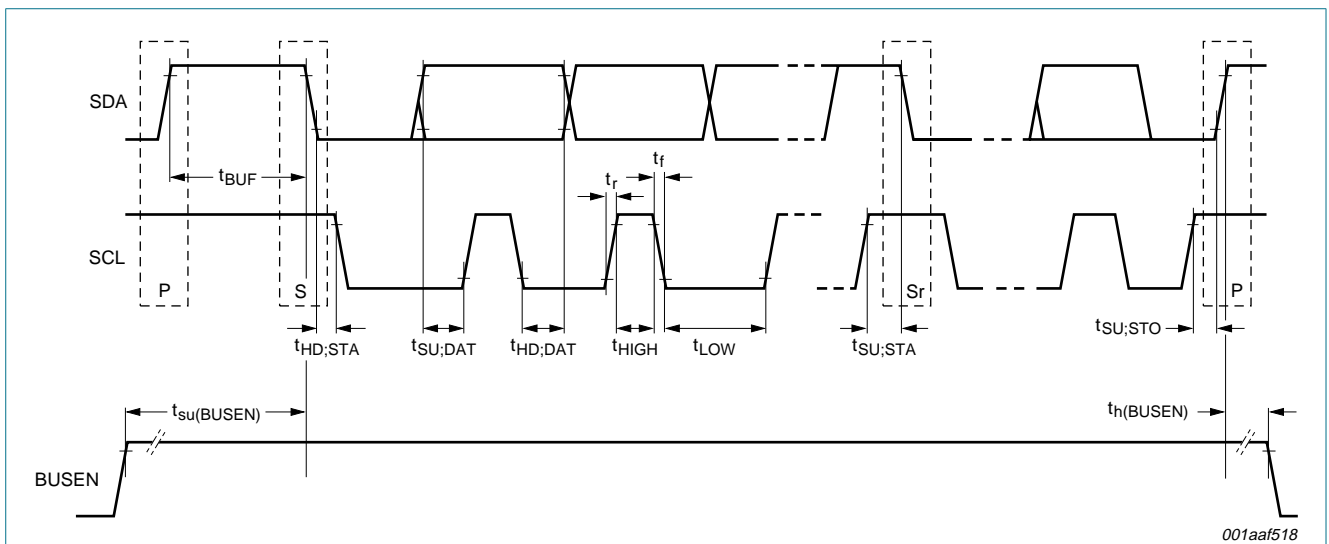 SDA
tBUF
tr
tf
SCL
P
S
Sr
P
tHD;STA
tSU;DAT
tHD;DAT
tHIGH
tLOW
tSU;STA
tSU;STO
tsu(BUSEN)
th(BUSEN)
BUSEN
001aaf518